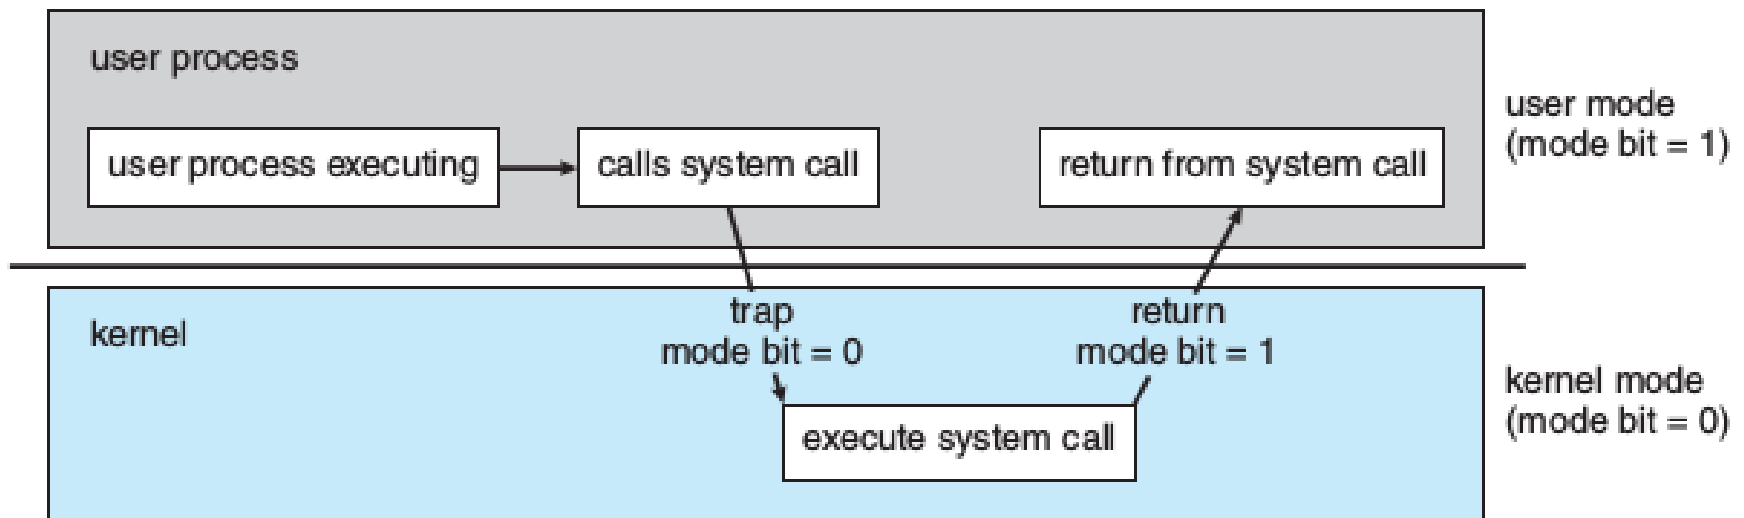 user process
user process executing
calls system call
return from system call
user mode
(mode bit = 1)
kernel
trap
mode bit = 0
return
mode bit = 1
execute system call
kernel mode
(mode bit = 0)